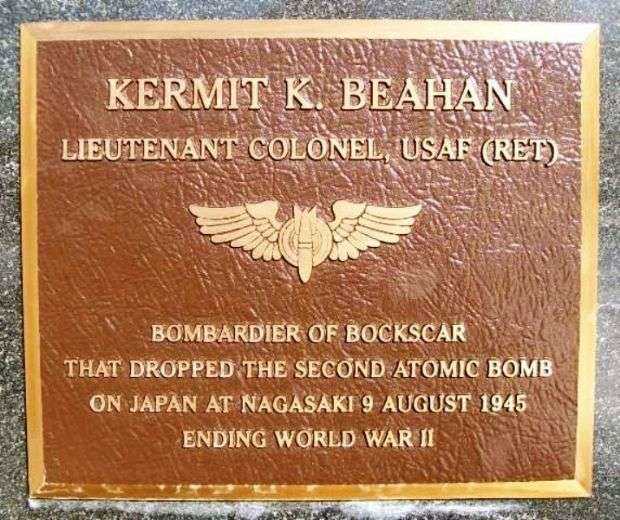 KERMIT K. BEAHAN
LIEUTENANT COLONEL, USAF (RET)
BOMBARDIER OF BOCKSCAR
THAT DROPPED THE SECOND ATOMIC BOMB
ON JAPAN AT NAGASAKI 9 AUGUST 1945
ENDING WORLD WAR II